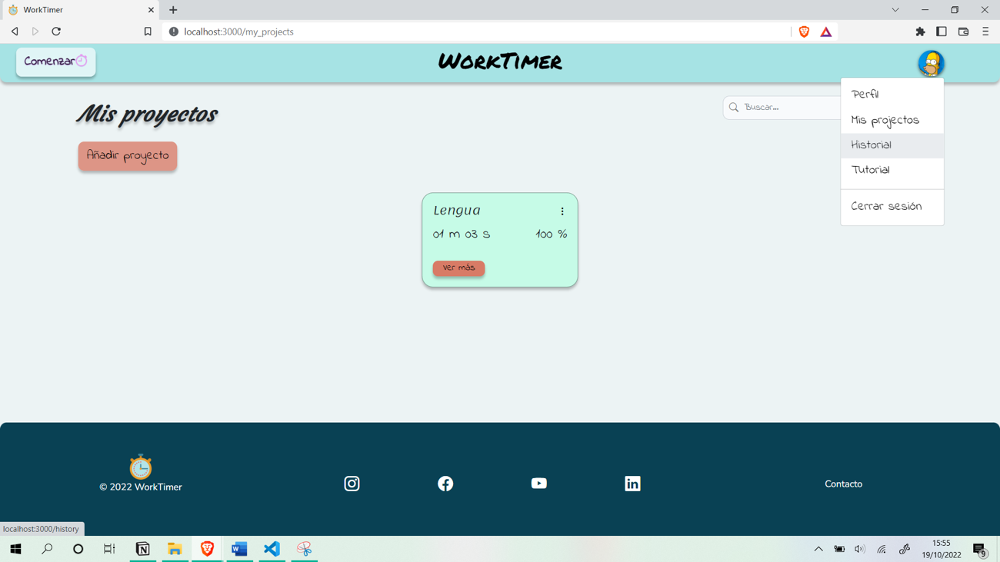 WorkTimer
localhost:3000/my_projects
Comenzar
WorkTimer
Mis proyectos
Buscar...
Añadir proyecto
Perfil
Mis projectos
Historial
Tutorial
Cerrar sesión
Lengua
01 m 03 s
100 %
Ver más
© 2022 WorkTimer
Contacto
localhost:3000/history
15:55
19/10/2022
9